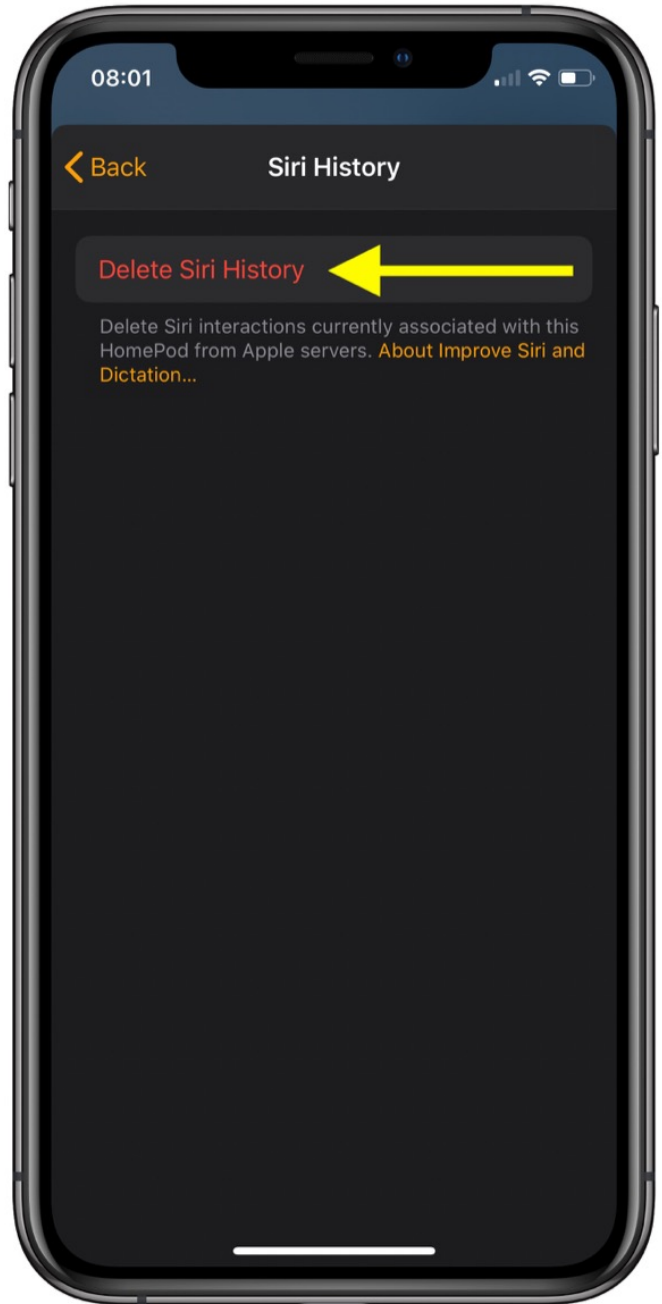 08:01
Back
Siri History
Delete Siri History
Delete Siri interactions currently associated with this
HomePod from Apple servers. About Improve Siri and
Dictation...